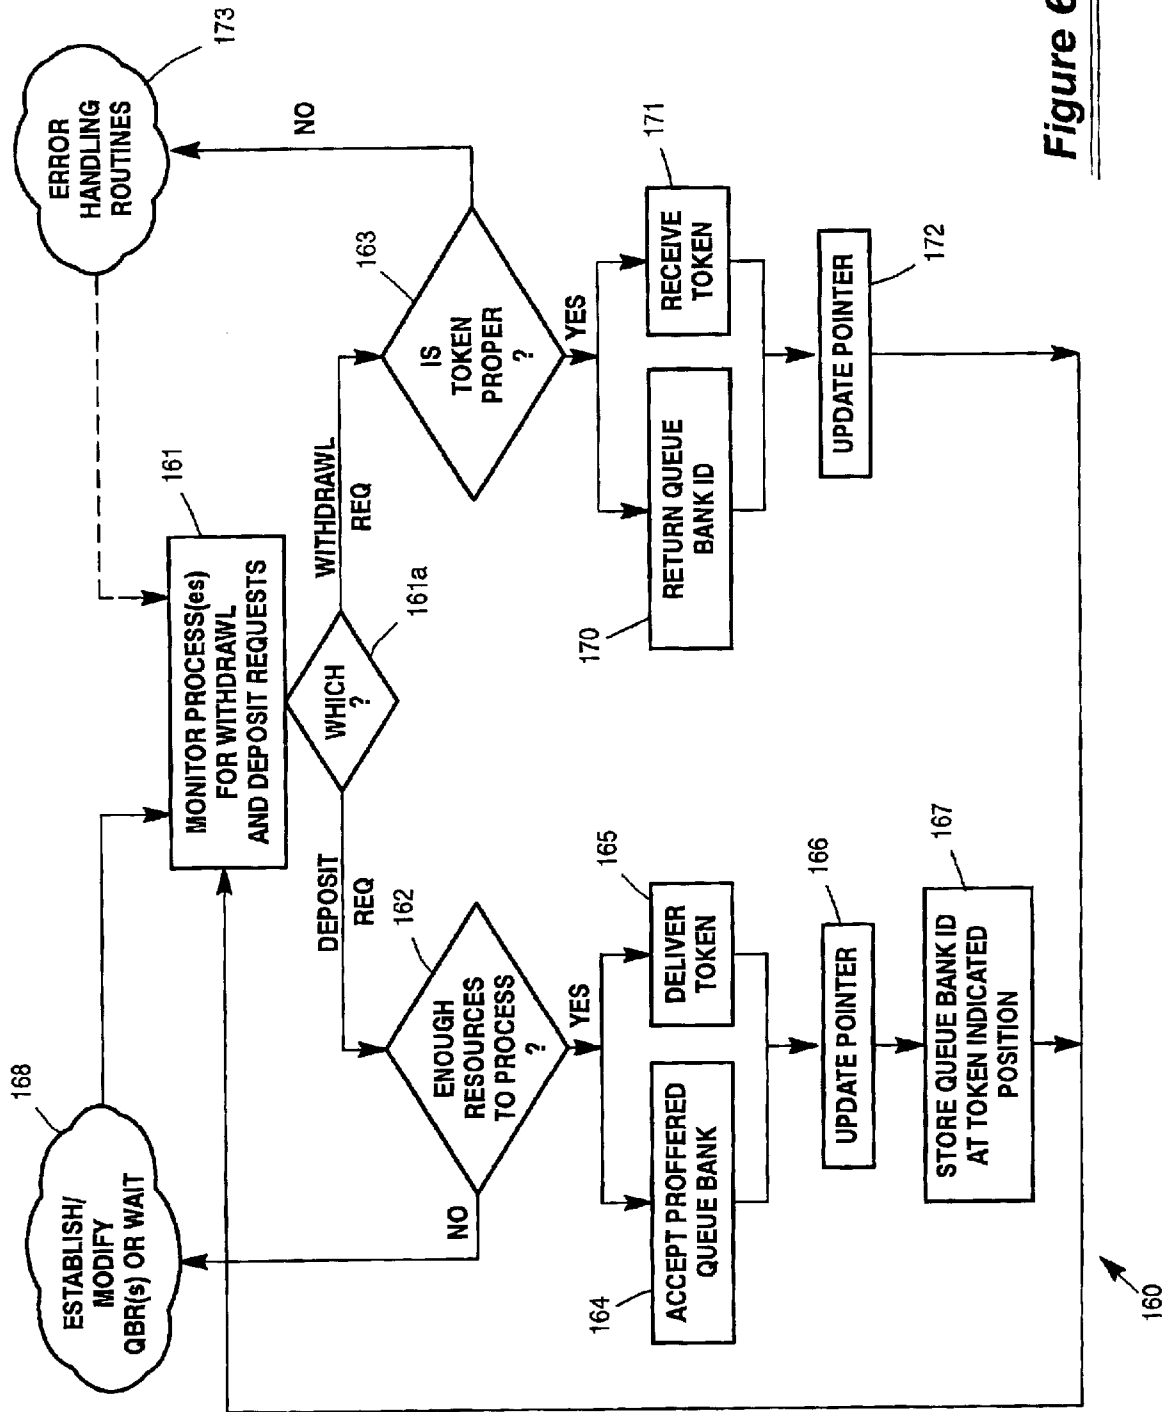 168
ESTABLISH/
MODIFY
QBR(s) OR WAIT
ERROR
HANDLING
ROUTINES
173
161
MONITOR PROCESS(es)
FOR WITHDRAWL
AND DEPOSIT REQUESTS
WHICH
?
161a
DEPOSIT
REQ
WITHDRAWL
REQ
162
ENOUGH
RESOURCES
TO PROCESS
?
NO
YES
163
IS
TOKEN
PROPER
?
NO
YES
164
ACCEPT PROFFERED
QUEUE BANK
165
DELIVER
TOKEN
170
RETURN QUEUE
BANK ID
171
RECEIVE
TOKEN
166
UPDATE POINTER
UPDATE POINTER
172
167
STORE QUEUE BANK ID
AT TOKEN INDICATED
POSITION
160
Figure 6